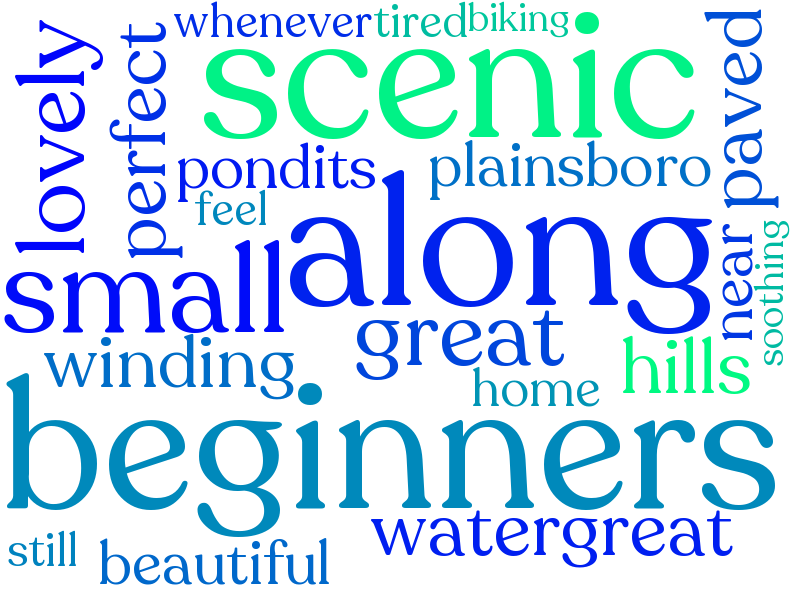 whenever tired biking
lovely
perfect
scenic
paved
pondits
plainsboro
feel
along
small
near
soothing
great
winding
hills
home
beginners
watergreat
still
beautiful